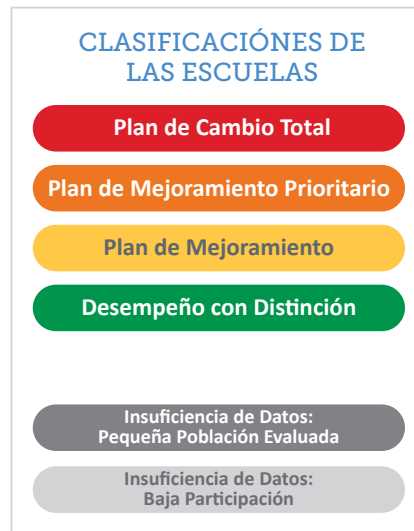 CLASIFICACIÓNES DE
LAS ESCUELAS
Plan de Cambio Total
Plan de Mejoramiento Prioritario
Plan de Mejoramiento
Desempeño con Distinción
Insuficiencia de Datos:
Pequeña Población Evaluada
Insuficiencia de Datos:
Baja Participación